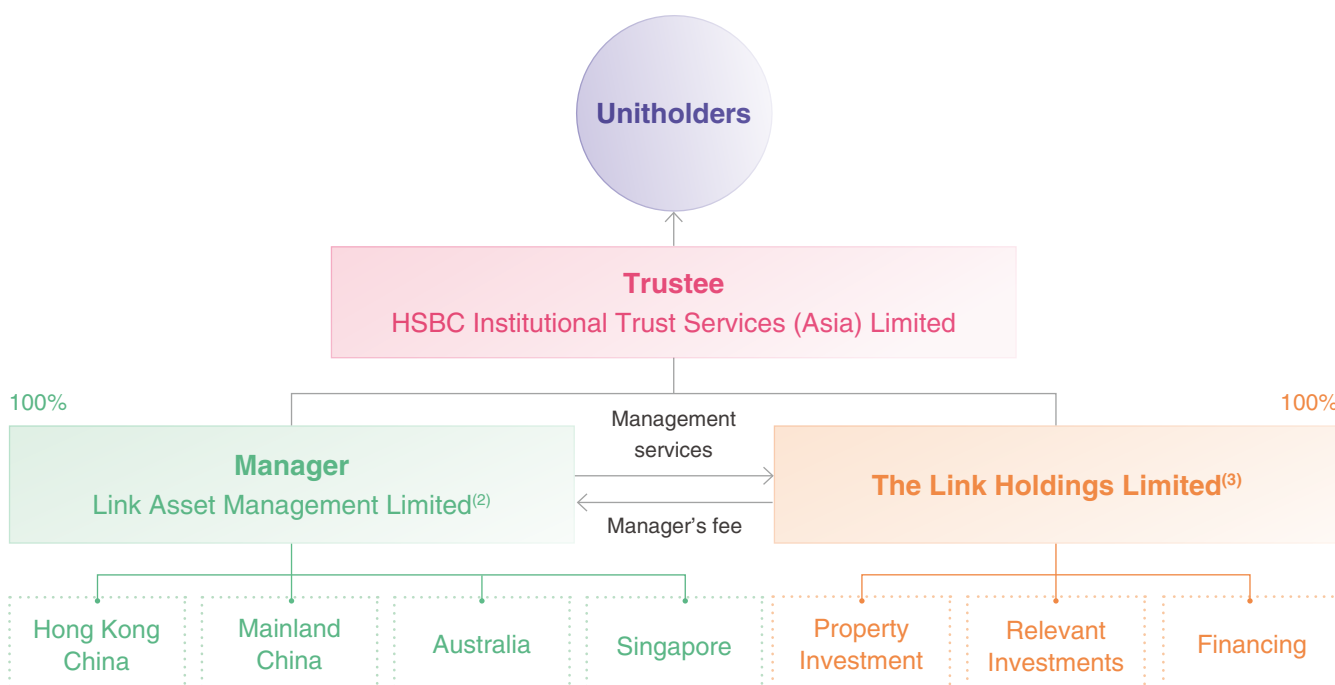 Unitholders
Trustee
HSBC Institutional Trust Services (Asia) Limited
100%
100%
Management
services
Manager
Link Asset Management Limited(2)
The Link Holdings Limited(3)
Manager’s fee
Hong Kong
China
Mainland
China
Australia
Singapore
Property
Investment
Relevant
Investments
Financing